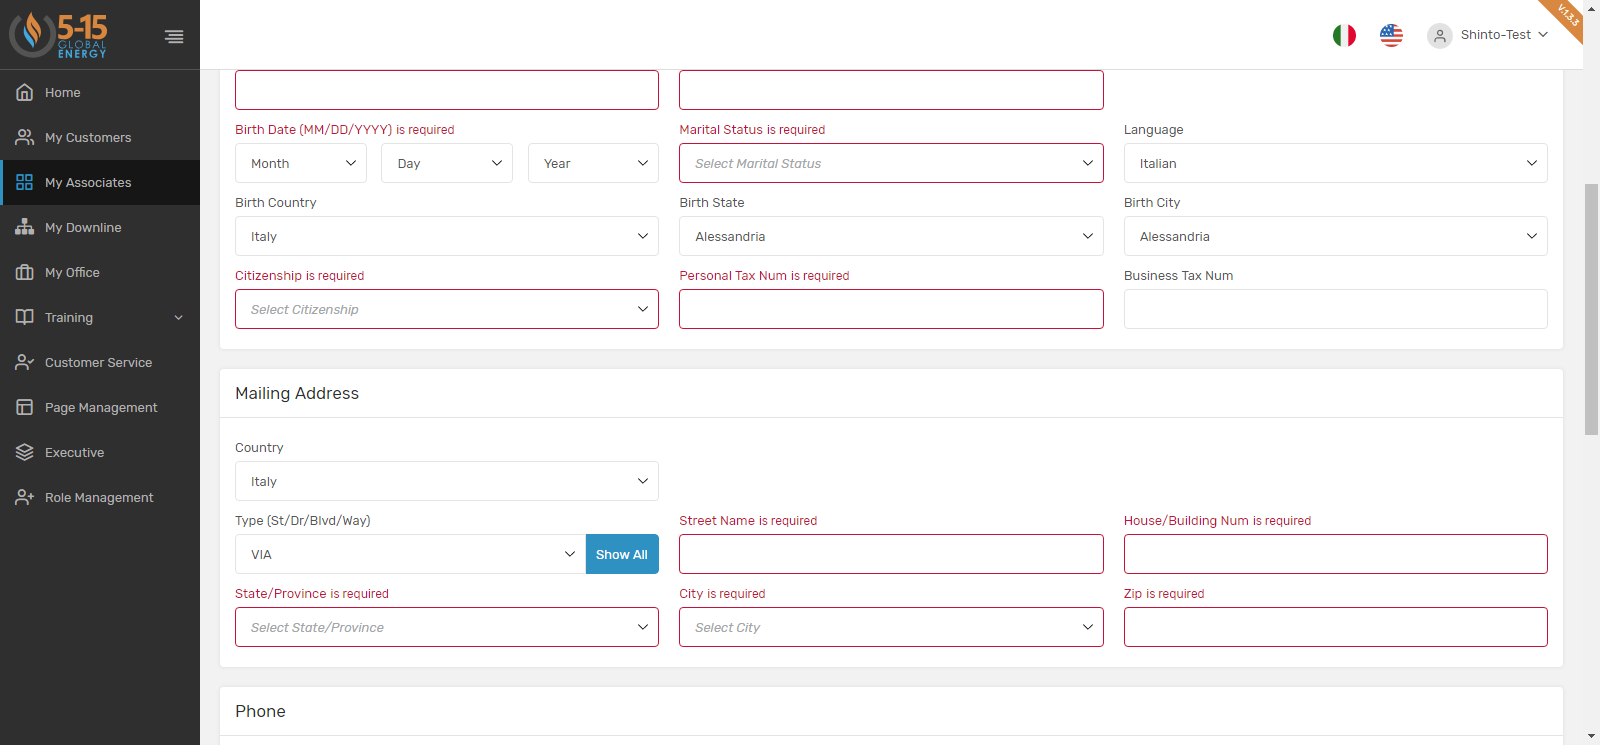 5-15
GLOBAL
ENERGY
Home
My Customers
My Associates
My Downline
My Office
Training
Customer Service
Page Management
Executive
Role Management
Shinto-Test
V.1.3.3
Birth Date (MM/DD/YYYY) is required
Marital Status is required
Language
Month
Day
Year
Select Marital Status
Italian
Birth Country
Birth State
Birth City
Italy
Alessandria
Alessandria
Citizenship is required
Personal Tax Num is required
Business Tax Num
Select Citizenship
Mailing Address
Country
Italy
Type (St/Dr/Blvd/Way)
Street Name is required
House/Building Num is required
VIA
Show All
State/Province is required
City is required
Zip is required
Select State/Province
Select City
Phone